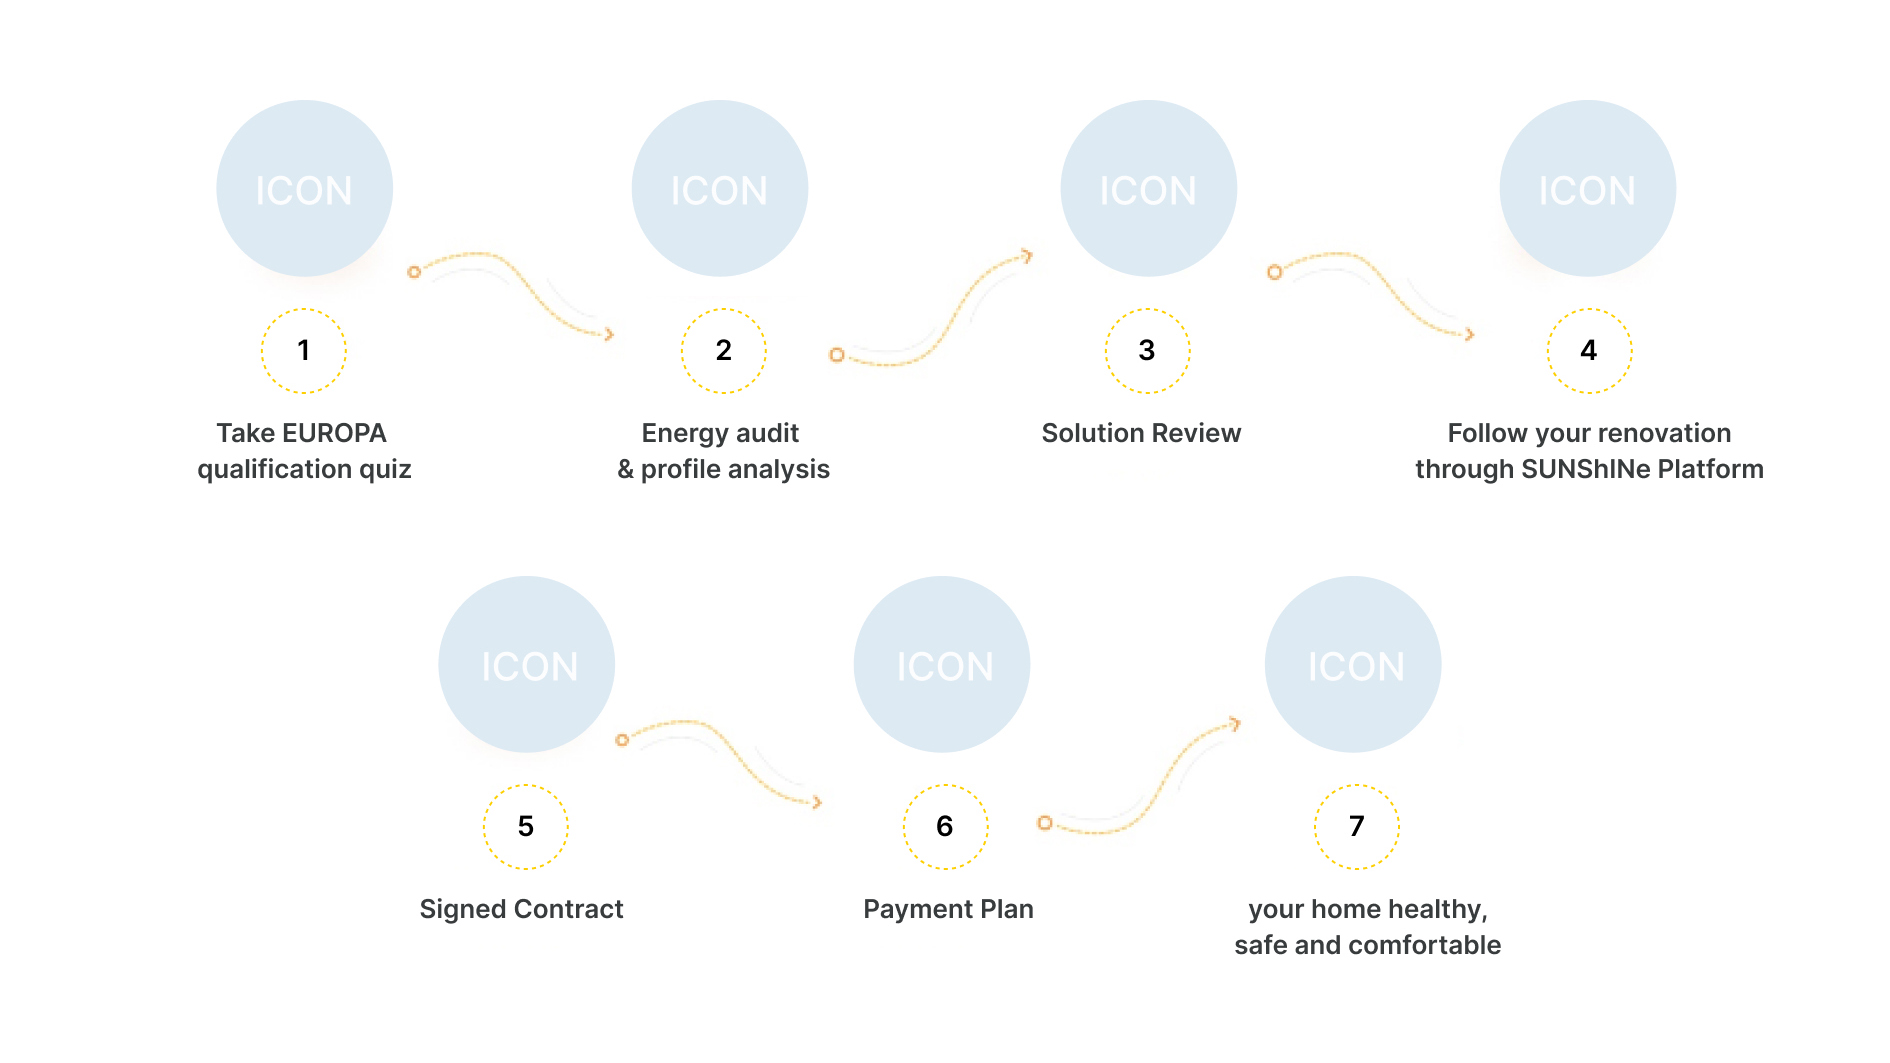 ICON
ICON
ICON
ICON
1
2
3
4
Take EUROPA
qualification quiz
Energy audit
& profile analysis
Solution Review
Follow your renovation
through SUNShINe Platform
ICON
ICON
ICON
5
6
7
Signed Contract
Payment Plan
your home healthy,
safe and comfortable